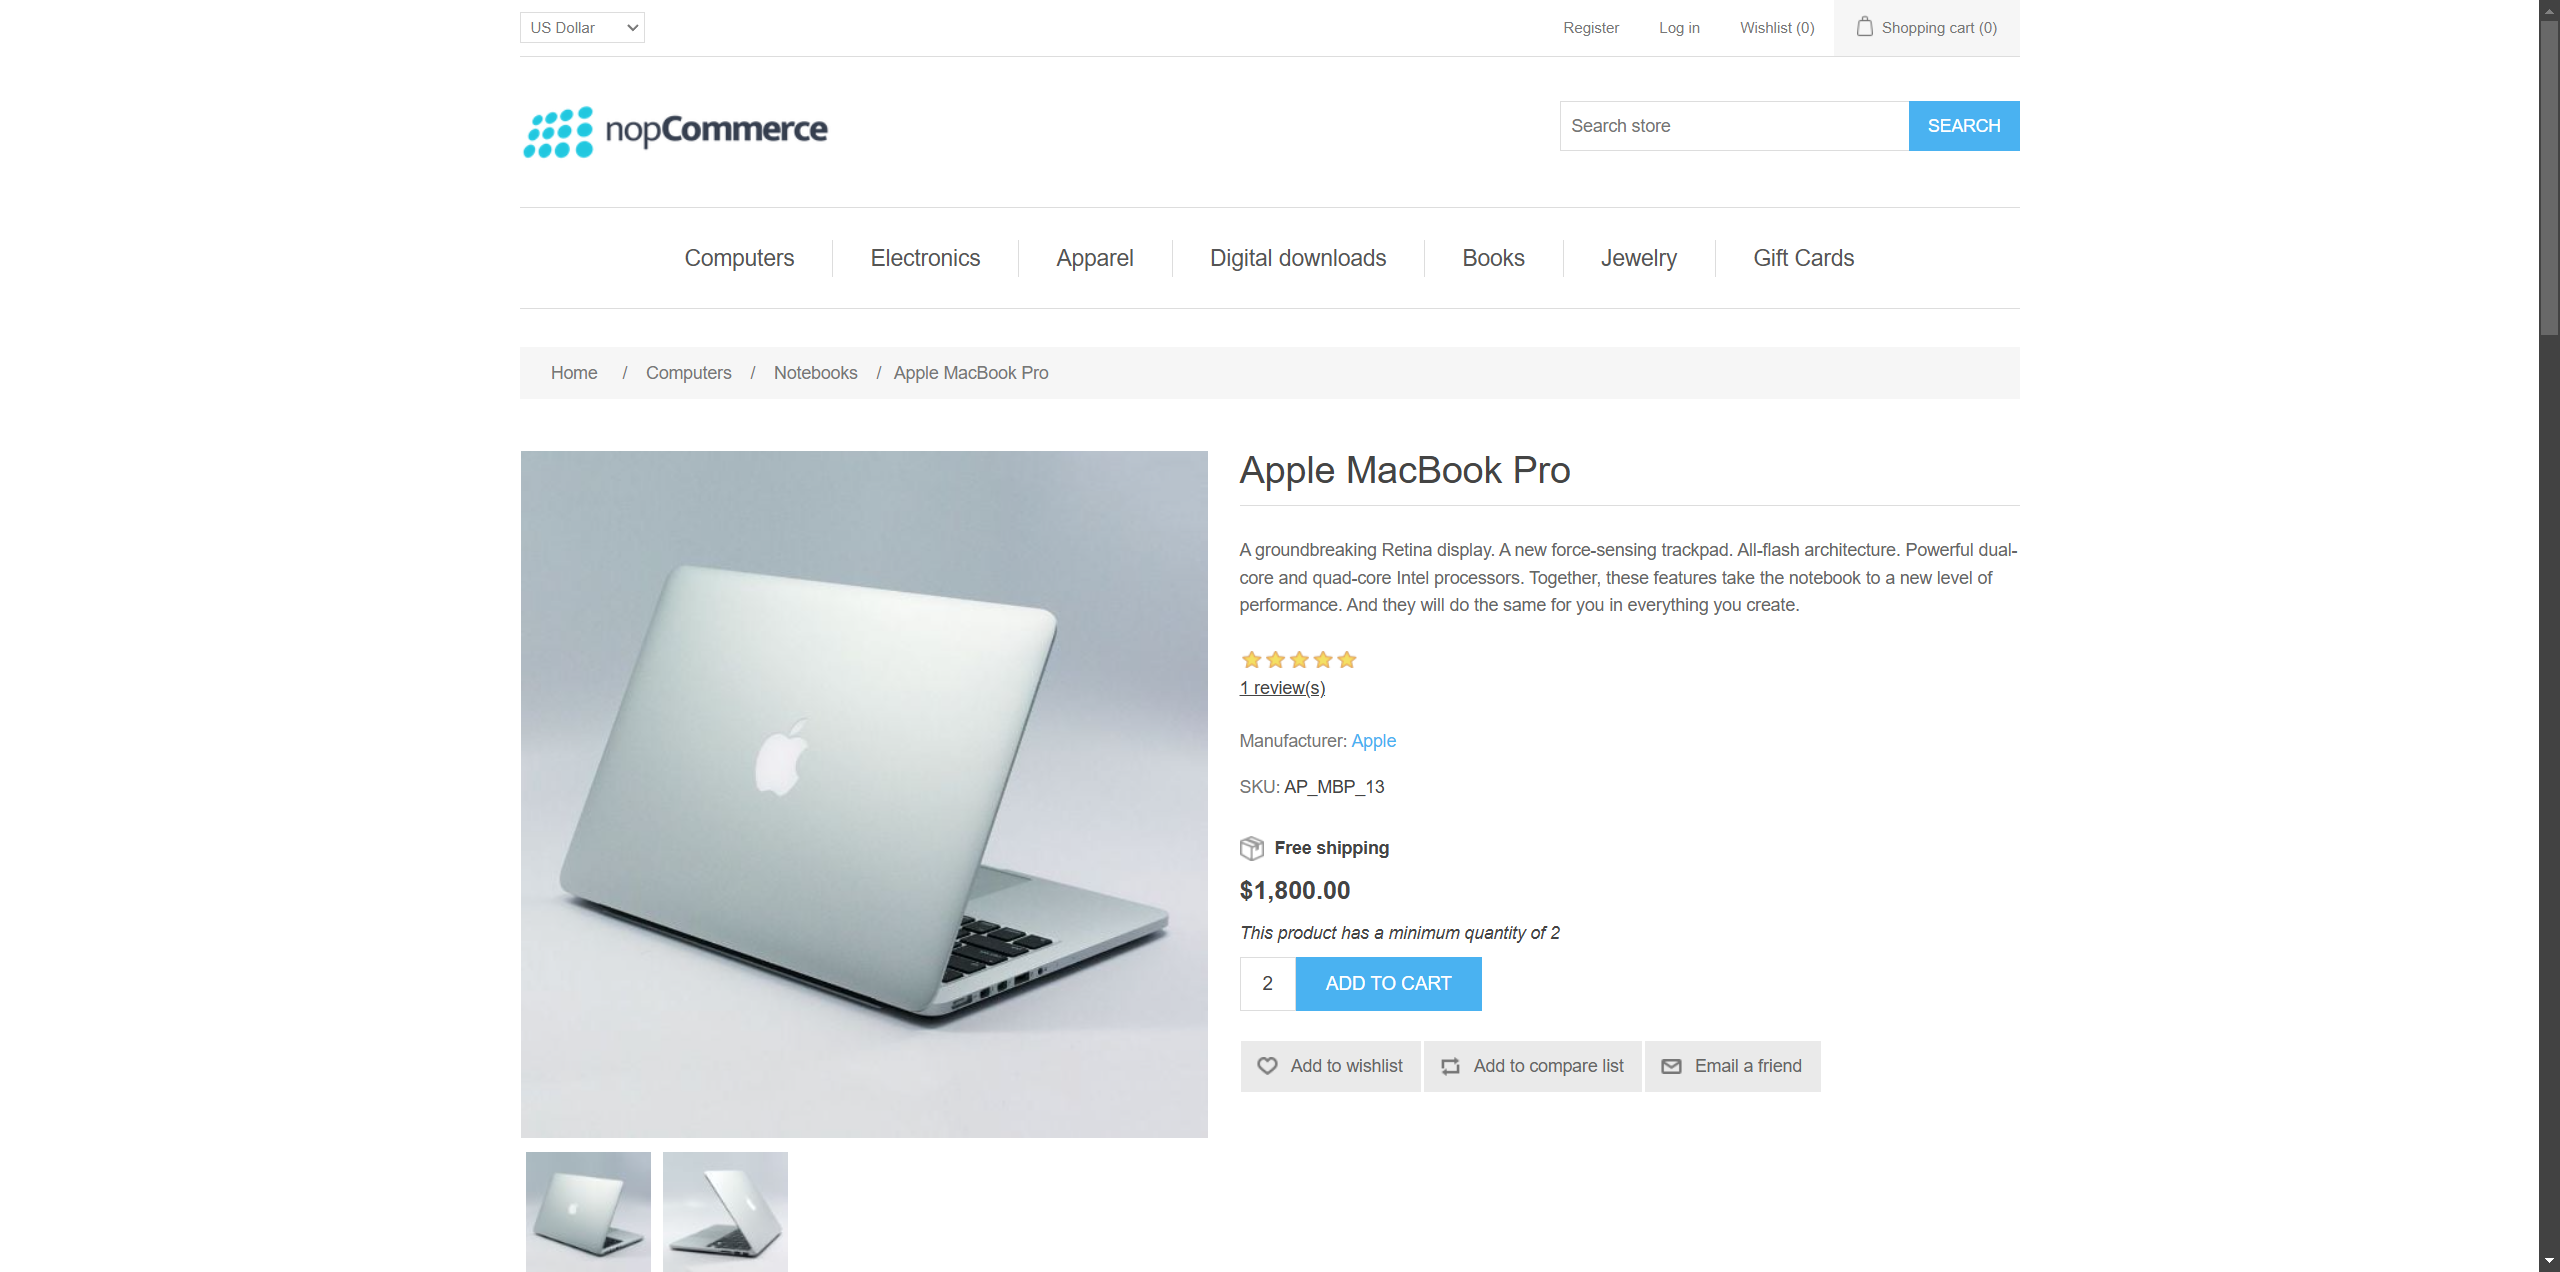 US Dollar
Register
Log in
Wishlist (0)
Shopping cart (0)
nopCommerce
Search store
SEARCH
Computers
Electronics
Apparel
Digital downloads
Books
Jewelry
Gift Cards
Home / Computers / Notebooks / Apple MacBook Pro
Apple MacBook Pro
A groundbreaking Retina display. A new force-sensing trackpad. All-flash architecture. Powerful dual-
core and quad-core Intel processors. Together, these features take the notebook to a new level of
performance. And they will do the same for you in everything you create.
1 review(s)
Manufacturer: Apple
SKU: AP_MBP_13
Free shipping
$1,800.00
This product has a minimum quantity of 2
2
ADD TO CART
Add to wishlist
Add to compare list
Email a friend